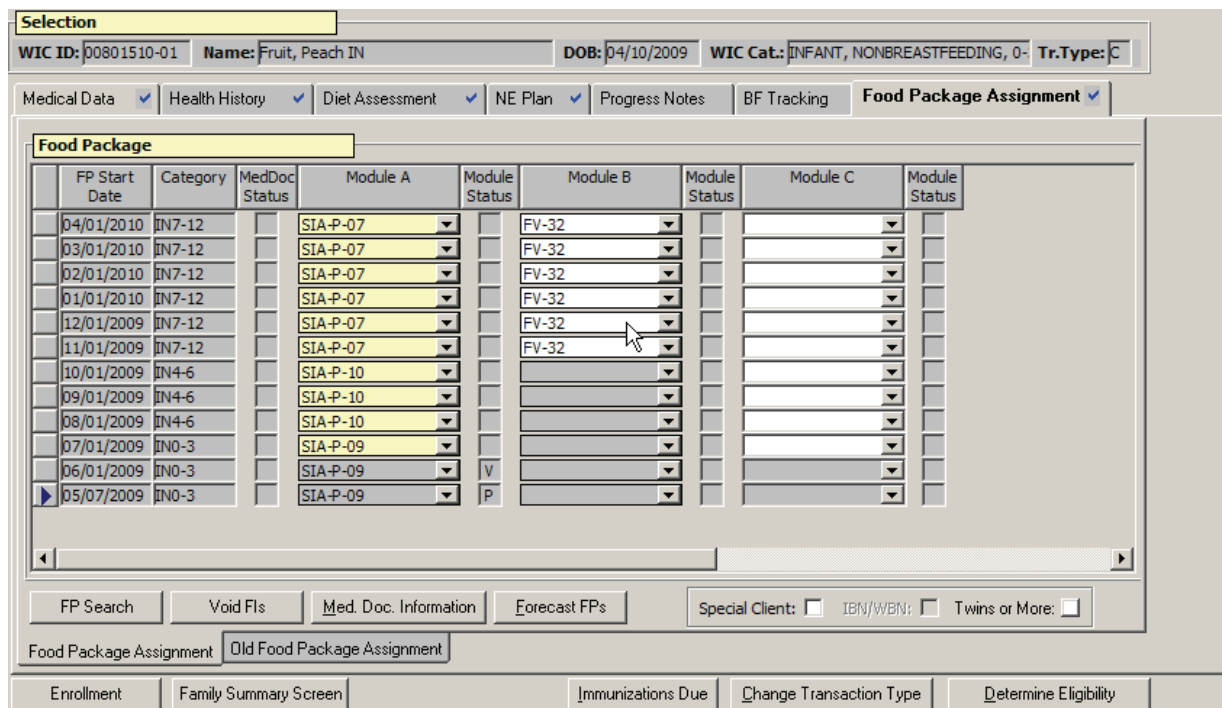 Selection
WIC ID: 00801510-01 Name: Fruit, Peach IN DOB: 04/10/2009 WIC Cat.: INFANT, NONBREASTFEEDING, 0- Tr.Type: C
Medical Data Health History Diet Assessment NE Plan Progress Notes BF Tracking Food Package Assignment
Food Package
FP Start Date Category MedDoc Status Module A Module Status Module B Module Status Module C Module Status
04/01/2010 IN7-12 SIA-P-07 FV-32
03/01/2010 IN7-12 SIA-P-07 FV-32
02/01/2010 IN7-12 SIA-P-07 FV-32
01/01/2010 IN7-12 SIA-P-07 FV-32
12/01/2009 IN7-12 SIA-P-07 FV-32
11/01/2009 IN7-12 SIA-P-07 FV-32
10/01/2009 IN4-6 SIA-P-10
09/01/2009 IN4-6 SIA-P-10
08/01/2009 IN4-6 SIA-P-10
07/01/2009 IN0-3 SIA-P-09
06/01/2009 IN0-3 SIA-P-09 V
05/07/2009 IN0-3 SIA-P-09 P
FP Search Void FIs Med. Doc. Information Forecast FPs Special Client: IBN/WBN: Twins or More:
Food Package Assignment Old Food Package Assignment
Enrollment Family Summary Screen Immunizations Due Change Transaction Type Determine Eligibility